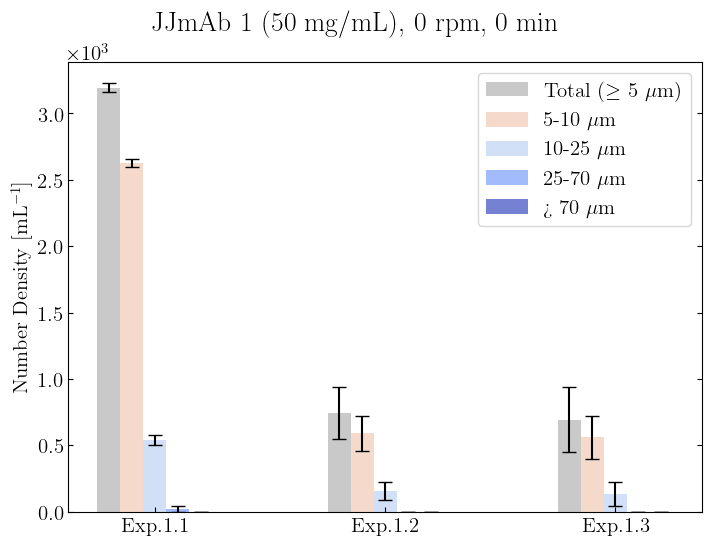 JJmAb 1 (50 mg/mL), 0 rpm, 0 min
×10³
Number Density [mL⁻¹]
3.0
2.5
2.0
1.5
1.0
0.5
0.0
Total (≥ 5 μm)
5-10 μm
10-25 μm
25-70 μm
¿ 70 μm
Exp.1.1 Exp.1.2 Exp.1.3